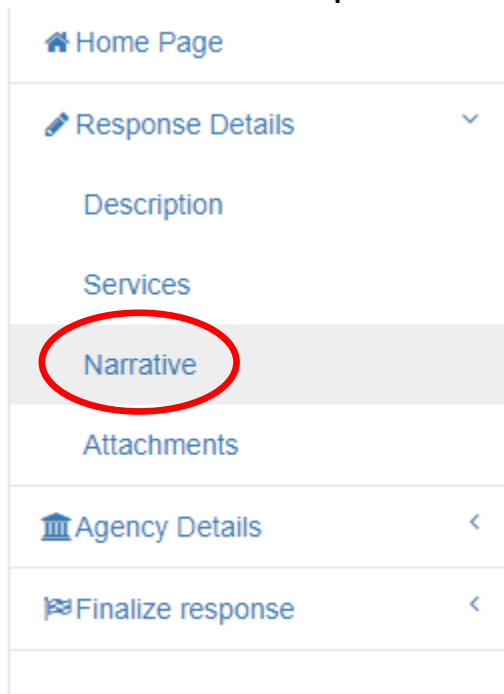 Home Page
Response Details
Description
Services
Narrative
Attachments
Agency Details
Finalize response